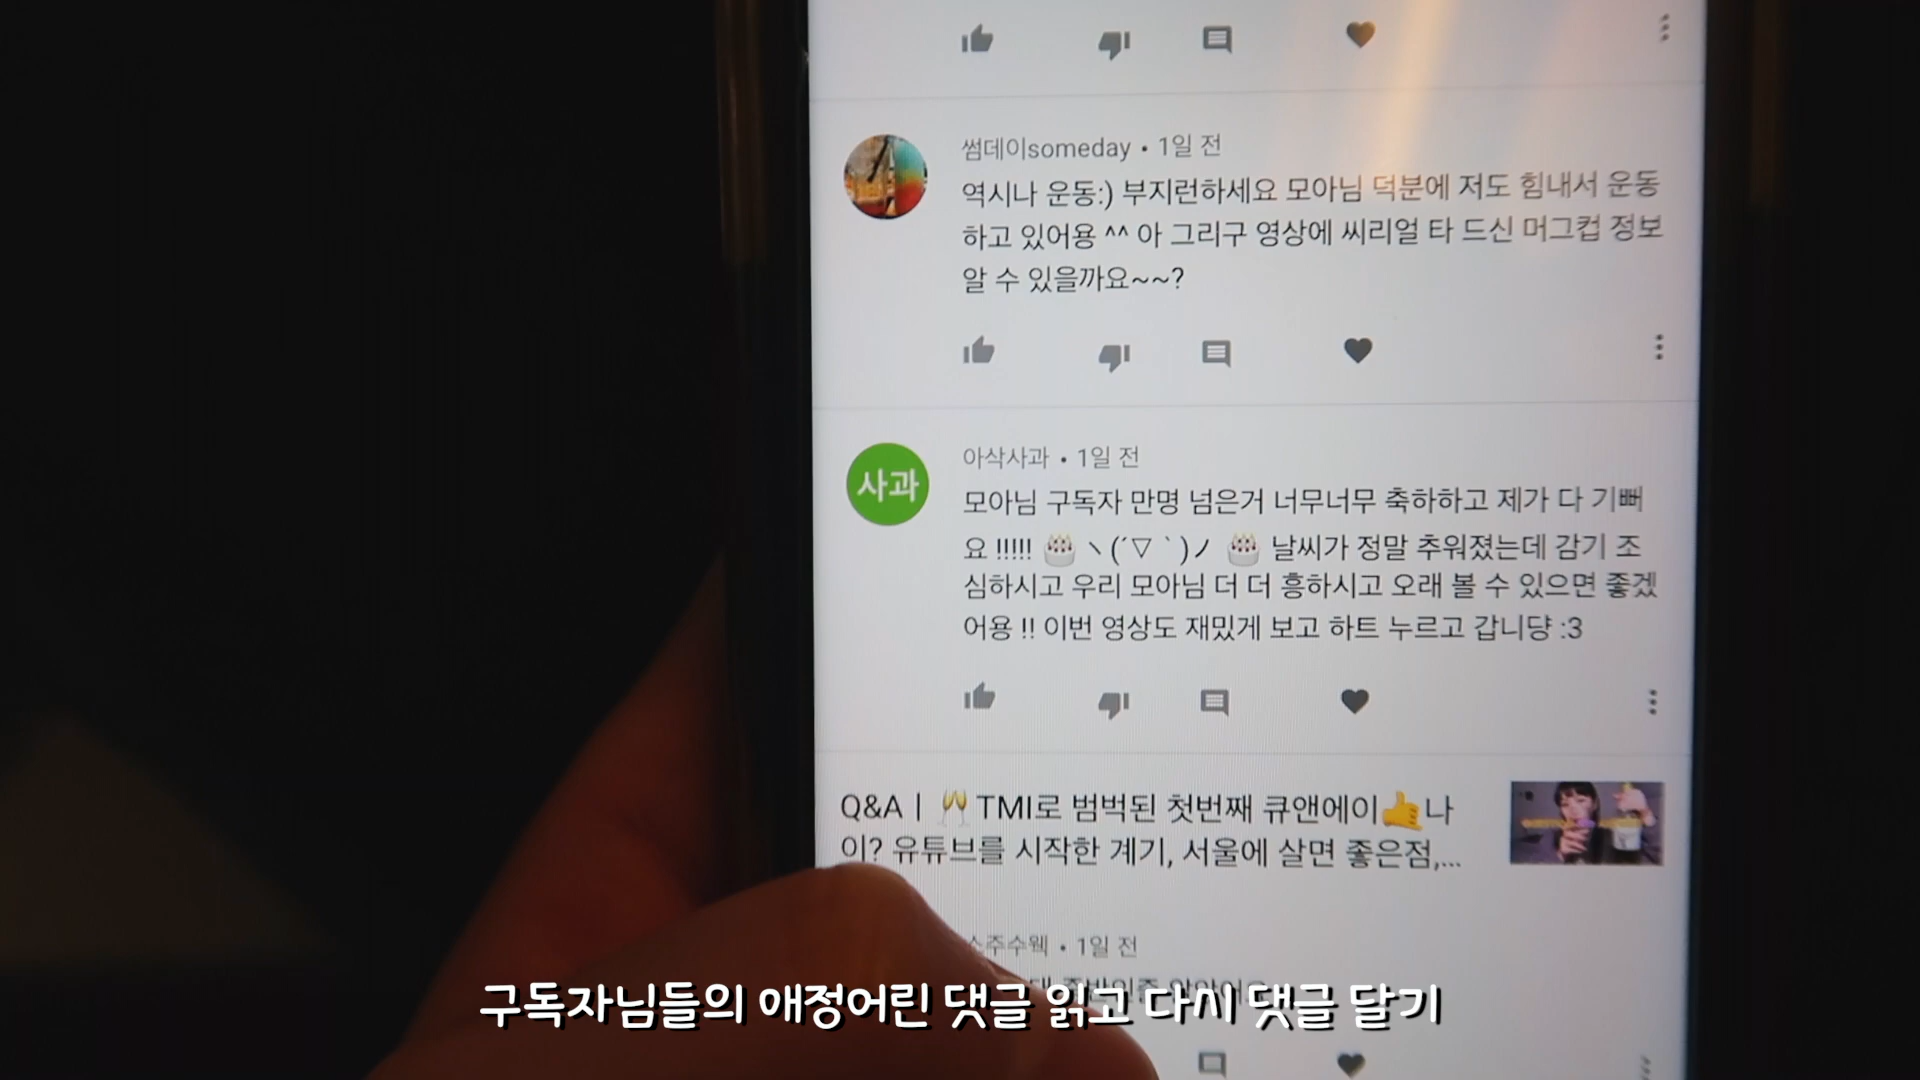 썸데이someday • 1일 전
역시나 운동:) 부지런하세요 모아님 덕분에 저도 힘내서 운동
하고 있어용 ^^ 아 그리구 영상에 씨리얼 타 드신 머그컵 정보
알 수 있을까요~~?
사과
아삭사과 • 1일 전
모아님 구독자 만명 넘은거 너무너무 축하하고 제가 다 기뻐
요 !!!!! 🎂ヽ(´▽`)ノ 🎂 날씨가 정말 추워졌는데 감기 조
심하시고 우리 모아님 더 더 흥하시고 오래 볼 수 있으면 좋겠
어용 !! 이번 영상도 재밌게 보고 하트 누르고 갑니댱 :3
Q&A ㅣ 🥂 TMI로 범벅된 첫번째 큐앤에이🤙나
이? 유튜브를 시작한 계기, 서울에 살면 좋은점,...
소주수웩 • 1일 전
구독자님들의 애정어린 댓글 읽고 다시 댓글 달기